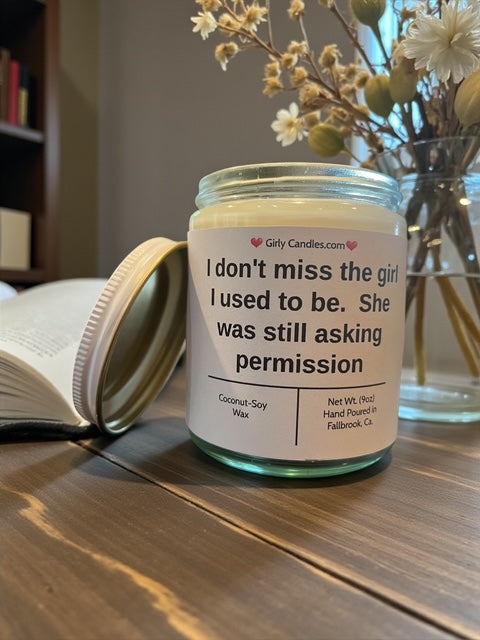 Girly Candles.com
I don't miss the girl
I used to be. She
was still asking
permission
Coconut-Soy
Wax
Net Wt. (9oz)
Hand Poured in
Fallbrook, Ca.